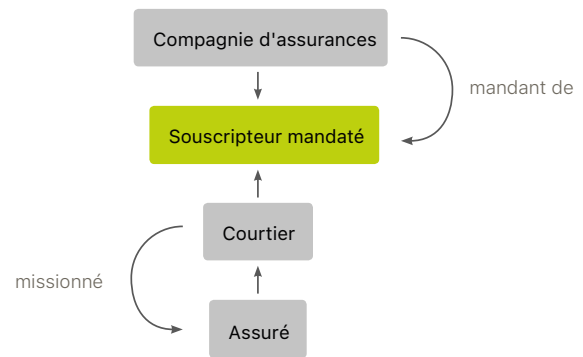 Compagnie d'assurances
mandant de
Souscripteur mandaté
Courtier
missionné
Assuré